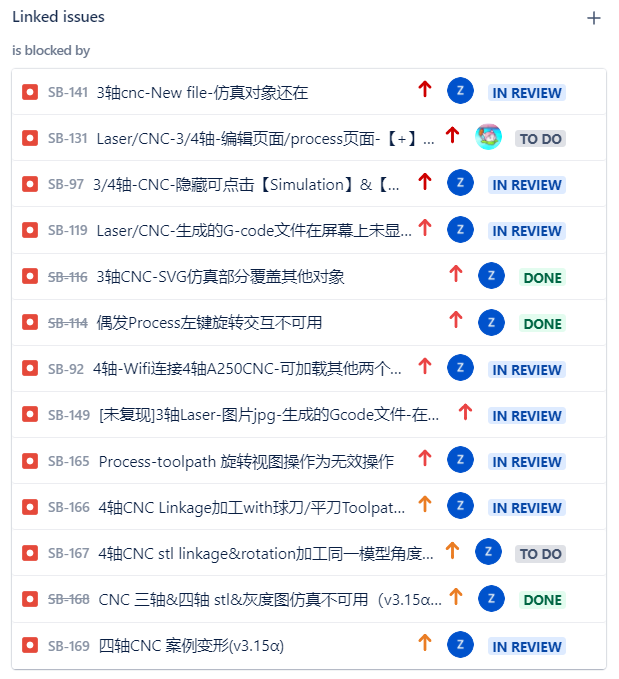 Linked issues
is blocked by
SB-141 3轴cnc-New file-仿真对象还在 Z IN REVIEW
SB-131 Laser/CNC-3/4轴-编辑页面/process页面-【+】... TO DO
SB-97 3/4轴-CNC-隐藏可点击【Simulation】&【... Z IN REVIEW
SB-119 Laser/CNC-生成的G-code文件在屏幕上未显... Z IN REVIEW
SB-116 3轴CNC-SVG仿真部分覆盖其他对象 Z DONE
SB-114 偶发Process左键旋转交互不可用 Z DONE
SB-92 4轴-Wifi连接4轴A250CNC-可加载其他两个... Z IN REVIEW
SB-149 [未复现]3轴Laser-图片jpg-生成的Gcode文件-在... IN REVIEW
SB-165 Process-toolpath 旋转视图操作为无效操作 Z IN REVIEW
SB-166 4轴CNC Linkage加工with球刀/平刀Toolpat... Z IN REVIEW
SB-167 4轴CNC stl linkage&rotation加工同一模型角度... Z TO DO
SB-168 CNC 三轴&四轴 stl&灰度图仿真不可用（v3.15α... Z DONE
SB-169 四轴CNC 案例变形(v3.15α) Z IN REVIEW